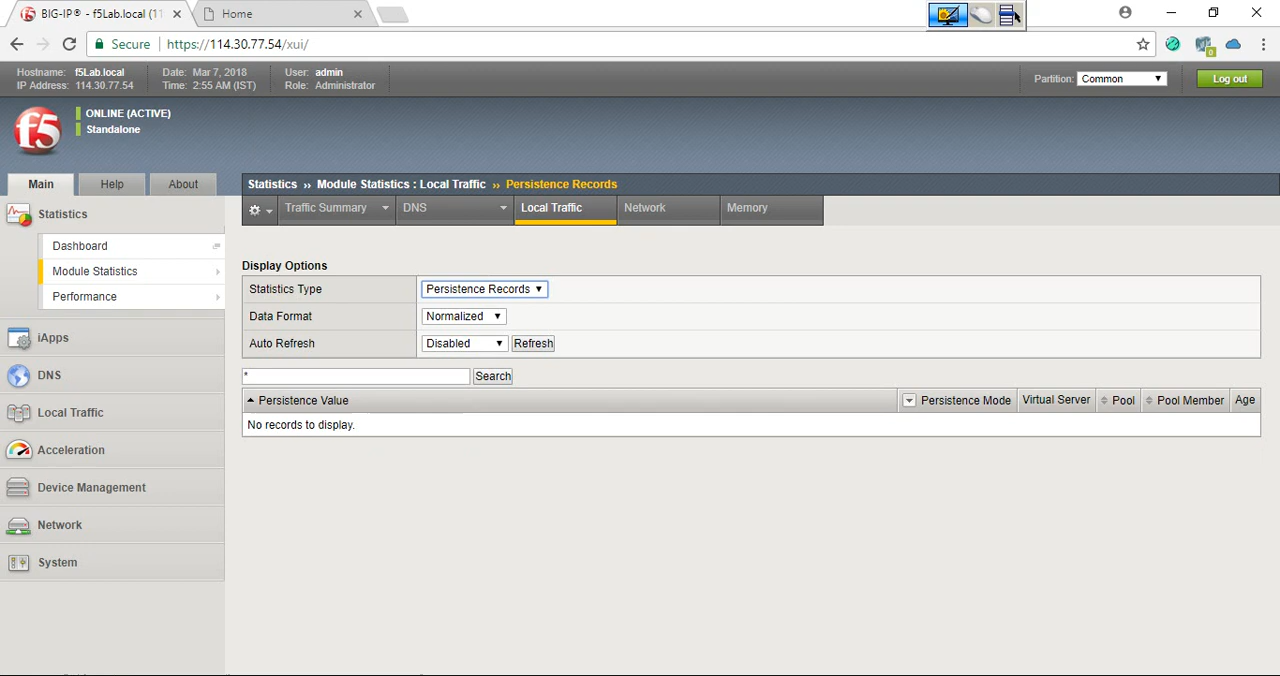 BIG-IP® - f5Lab.local (11
Home
Secure https://114.30.77.54/xui/
0
Hostname: f5Lab.local
IP Address: 114.30.77.54
Date: Mar 7, 2018
Time: 2:55 AM (IST)
User: admin
Role: Administrator
Partition: Common
Log out
f5
ONLINE (ACTIVE)
Standalone
Main
Help
About
Statistics ›› Module Statistics : Local Traffic ›› Persistence Records
Traffic Summary
DNS
Local Traffic
Network
Memory
Statistics
Dashboard
Module Statistics
Performance
iApps
DNS
Local Traffic
Acceleration
Device Management
Network
System
Display Options
Statistics Type Persistence Records
Data Format Normalized
Auto Refresh Disabled Refresh
* Search
Persistence Value Persistence Mode Virtual Server Pool Pool Member Age
No records to display.